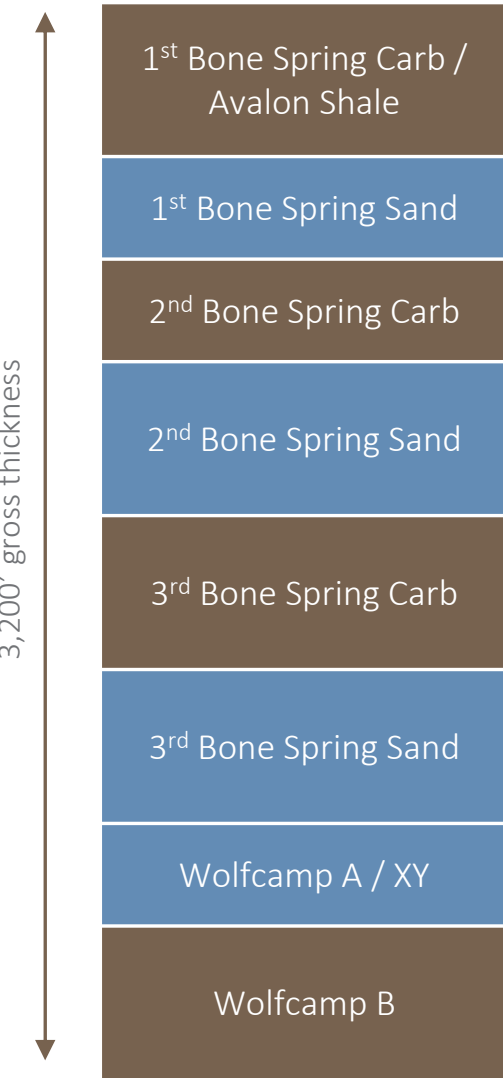 1st Bone Spring Carb /
Avalon Shale
1st Bone Spring Sand
2nd Bone Spring Carb
2nd Bone Spring Sand
3,200’ gross thickness
3rd Bone Spring Carb
3rd Bone Spring Sand
Wolfcamp A / XY
Wolfcamp B